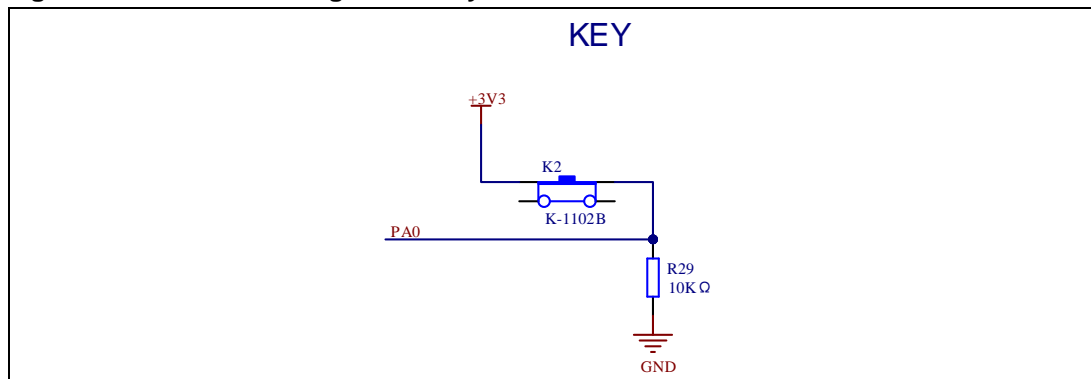 KEY
+3V3
K2
K-1102B
PA0
R29
10KΩ
GND